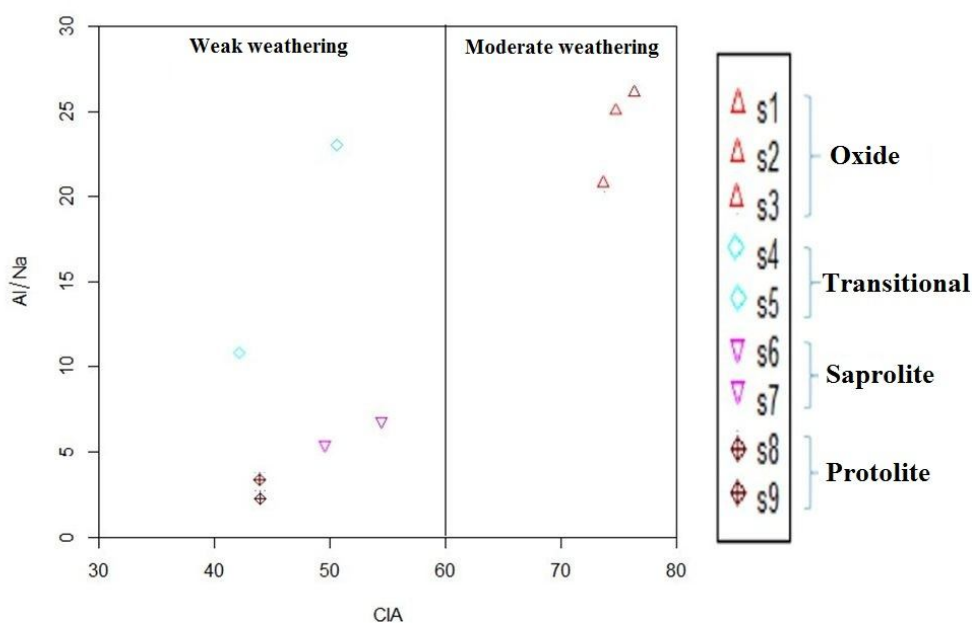 Weak weathering
Moderate weathering
30
25
20
15
10
5
0
Al/Na
30
40
50
60
70
80
CIA
s1
s2
s3
s4
s5
s6
s7
s8
s9
Oxide
Transitional
Saprolite
Protolite